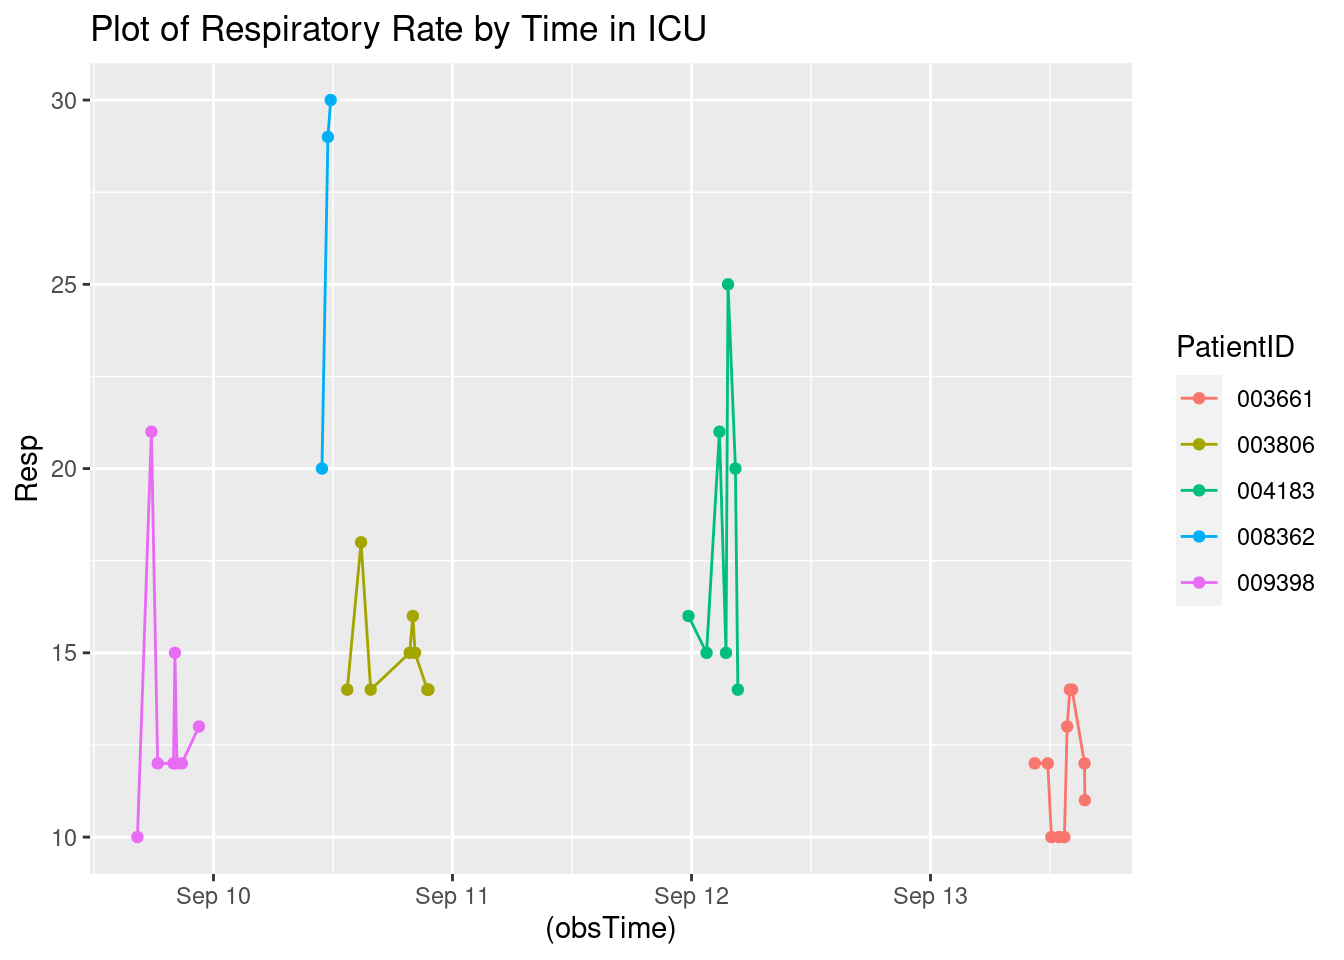 Plot of Respiratory Rate by Time in ICU
30
25
20
15
10
Resp
Sep 10
Sep 11
Sep 12
Sep 13
(obsTime)
PatientID
003661
003806
004183
008362
009398